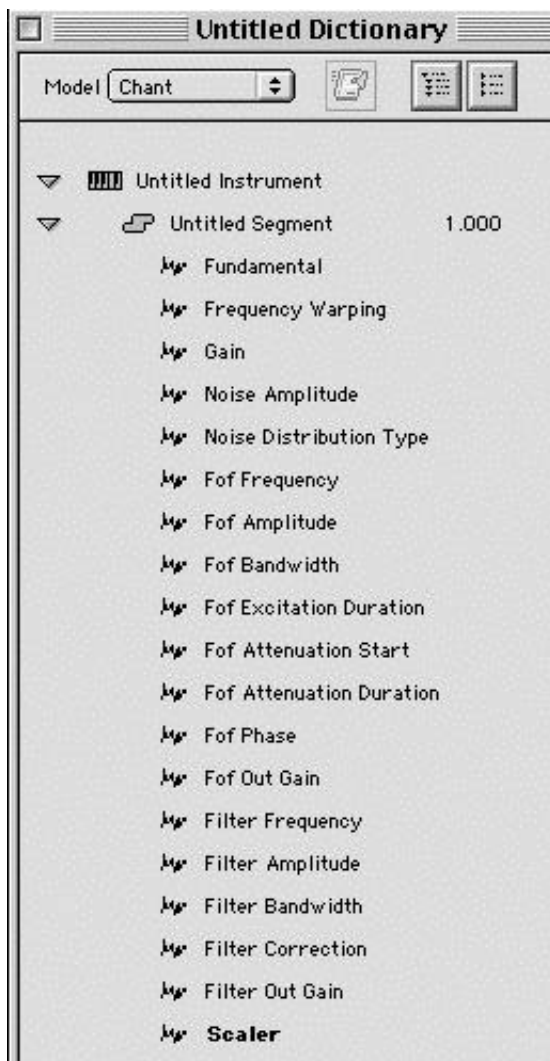 Untitled Dictionary
Model Chant
Untitled Instrument
Untitled Segment 1.000
Fundamental
Frequency Warping
Gain
Noise Amplitude
Noise Distribution Type
Fof Frequency
Fof Amplitude
Fof Bandwidth
Fof Excitation Duration
Fof Attenuation Start
Fof Attenuation Duration
Fof Phase
Fof Out Gain
Filter Frequency
Filter Amplitude
Filter Bandwidth
Filter Correction
Filter Out Gain
Scaler